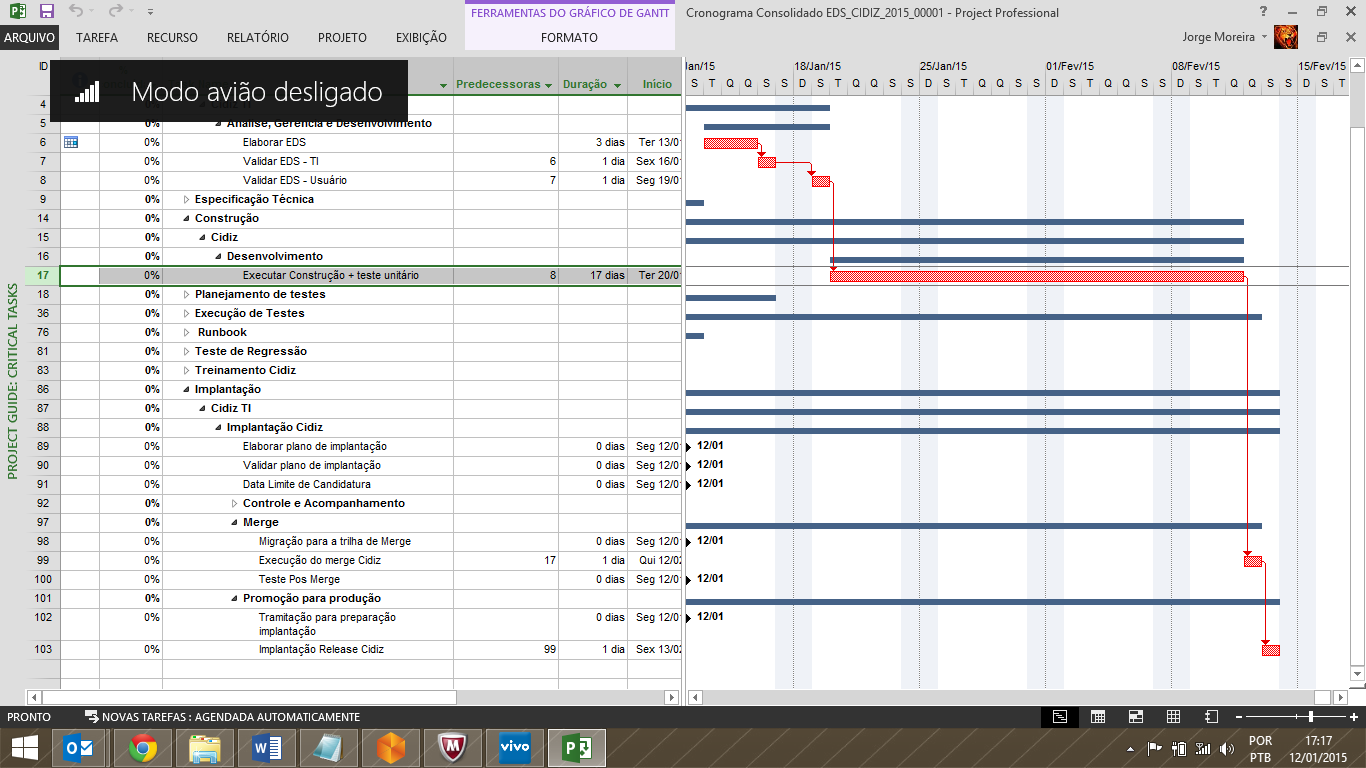 FERRAMENTAS DO GRÁFICO DE GANTT
Cronograma Consolidado EDS_CIDIZ_2015_00001 - Project Professional
ARQUIVO TAREFA RECURSO RELATÓRIO PROJETO EXIBIÇÃO FORMATO Jorge Moreira
Modo avião desligado
ID Predecessoras Duração Início
Jan/15 18/Jan/15 25/Jan/15 01/Fev/15 08/Fev/15 15/Fev/15
S T Q Q S S D S T Q Q S S D S T Q Q S S D S T Q Q S S D S T Q Q S S D S T
4
5 0% Análise, Gerência e Desenvolvimento
6 0% Elaborar EDS 3 dias Ter 13/0
7 0% Validar EDS - TI 6 1 dia Sex 16/0
8 0% Validar EDS - Usuário 7 1 dia Seg 19/0
9 0% Especificação Técnica
14 0% Construção
15 0% Cidiz
16 0% Desenvolvimento
17 0% Executar Construção + teste unitário 8 17 dias Ter 20/0
18 0% Planejamento de testes
36 0% Execução de Testes
76 0% Runbook
81 0% Teste de Regressão
83 0% Treinamento Cidiz
86 0% Implantação
87 0% Cidiz TI
88 0% Implantação Cidiz
89 0% Elaborar plano de implantação 0 dias Seg 12/0 12/01
90 0% Validar plano de implantação 0 dias Seg 12/0 12/01
91 0% Data Limite de Candidatura 0 dias Seg 12/0 12/01
92 0% Controle e Acompanhamento
97 0% Merge
98 0% Migração para a trilha de Merge 0 dias Seg 12/0 12/01
99 0% Execução do merge Cidiz 17 1 dia Qui 12/0
100 0% Teste Pos Merge 0 dias Seg 12/0 12/01
101 0% Promoção para produção
102 0% Tramitação para preparação 0 dias Seg 12/0 12/01
implantação
103 0% Implantação Release Cidiz 99 1 dia Sex 13/0
PROJECT GUIDE: CRITICAL TASKS
PRONTO NOVAS TAREFAS : AGENDADA AUTOMATICAMENTE
vivo
POR 17:17
PTB 12/01/2015